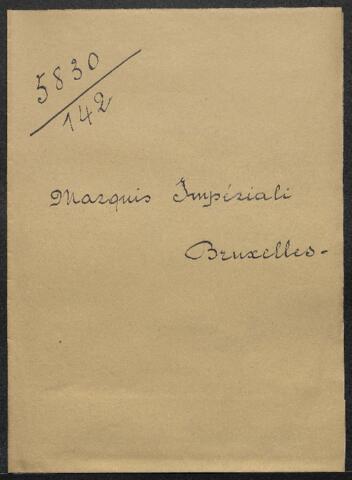 5830
142
Marquis Impériali
Bruxelles-